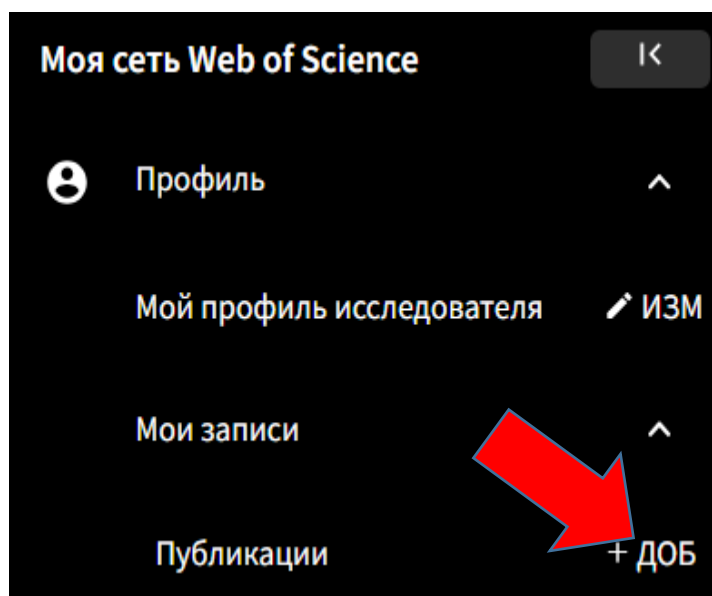 Моя сеть Web of Science
Профиль
Мой профиль исследователя ИЗМ
Мои записи
Публикации + ДОБ